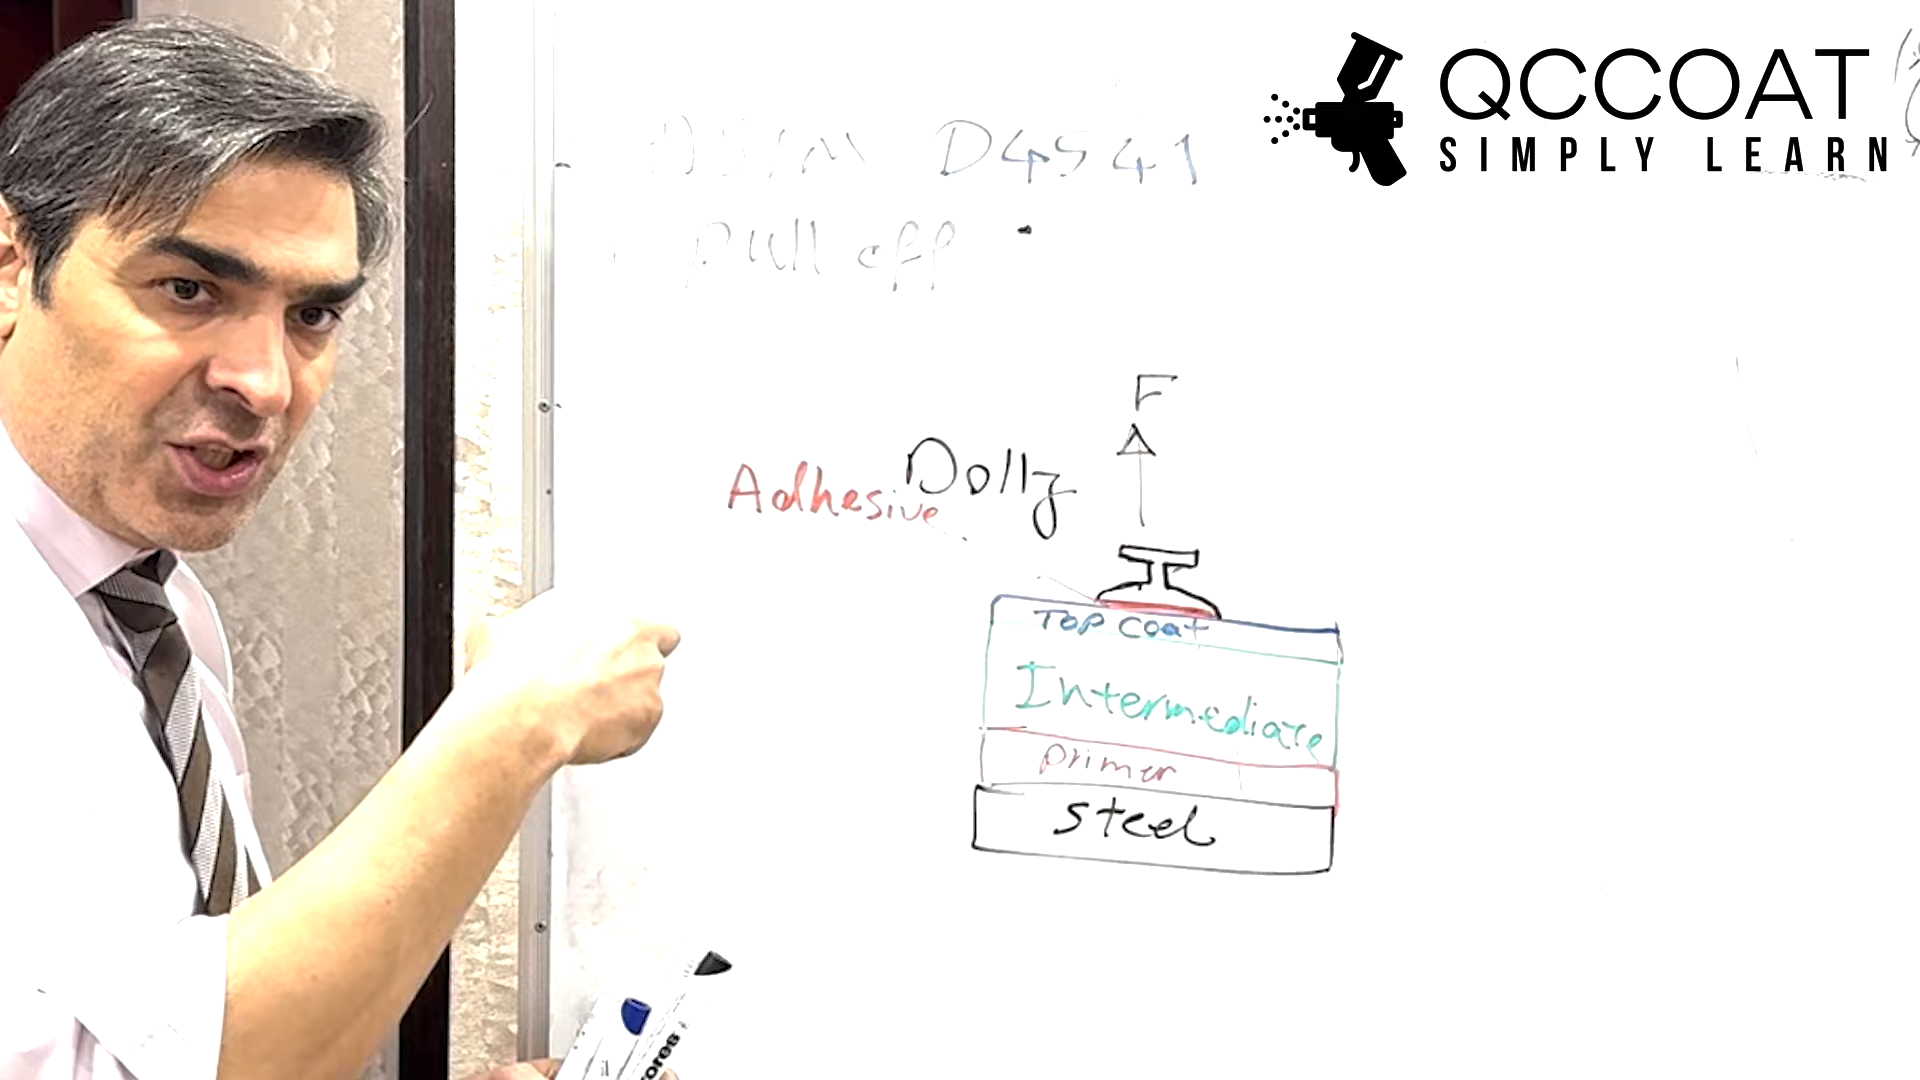 QCCOAT
SIMPLY LEARN
ASTM D4541
Pull off
F
Adhesive Dolly
TOP Coat
Intermediate
primer
steel